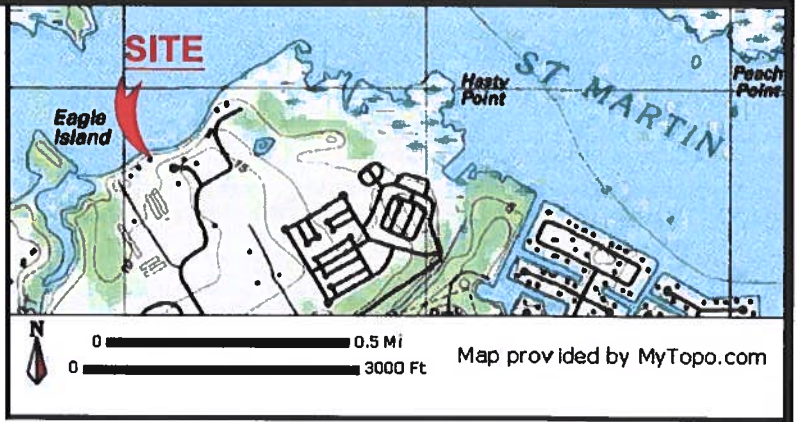 SITE
Eagle
Island
Hasty
Point
ST MARTIN
Peach
Point
15
5
N
0 0.5 Mi
0 3000 Ft
Map provided by MyTopo.com